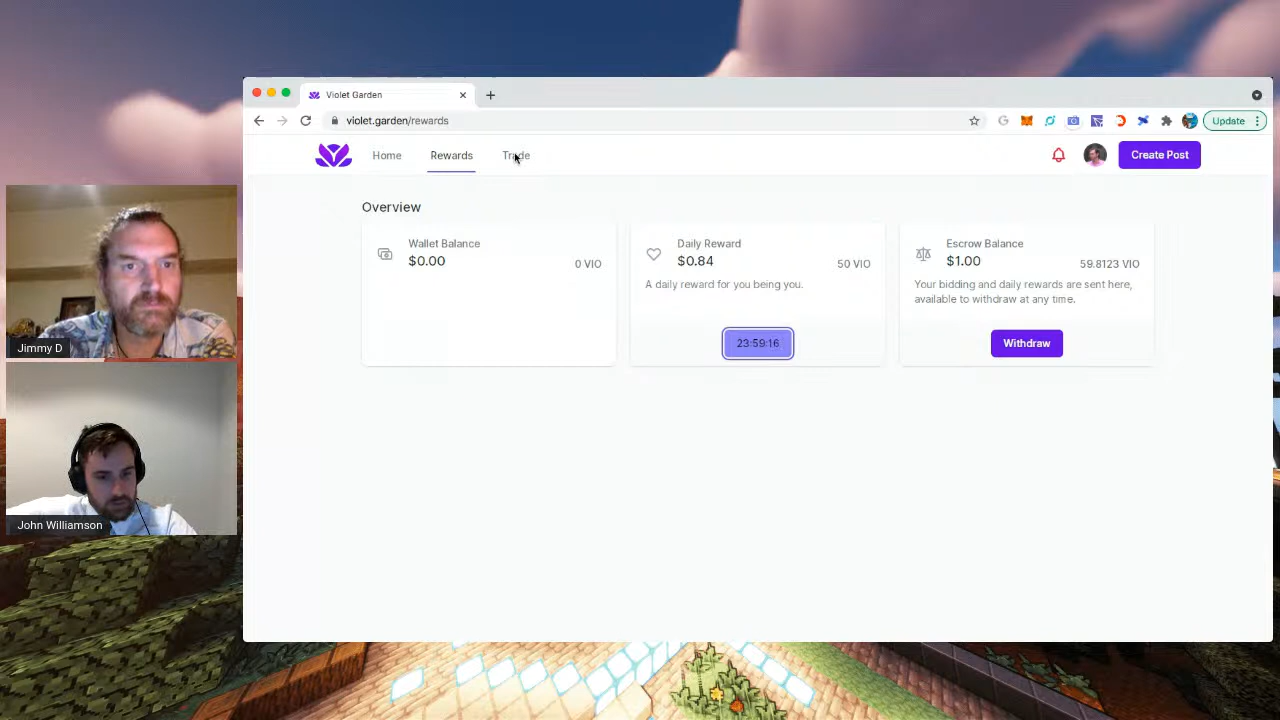 Violet Garden
violet.garden/rewards
Update
Home
Rewards
Trade
Create Post
Overview
Wallet Balance
$0.00
0 VIO
Daily Reward
$0.84
50 VIO
A daily reward for you being you.
23:59:16
Escrow Balance
$1.00
59.8123 VIO
Your bidding and daily rewards are sent here,
available to withdraw at any time.
Withdraw
Jimmy D
John Williamson